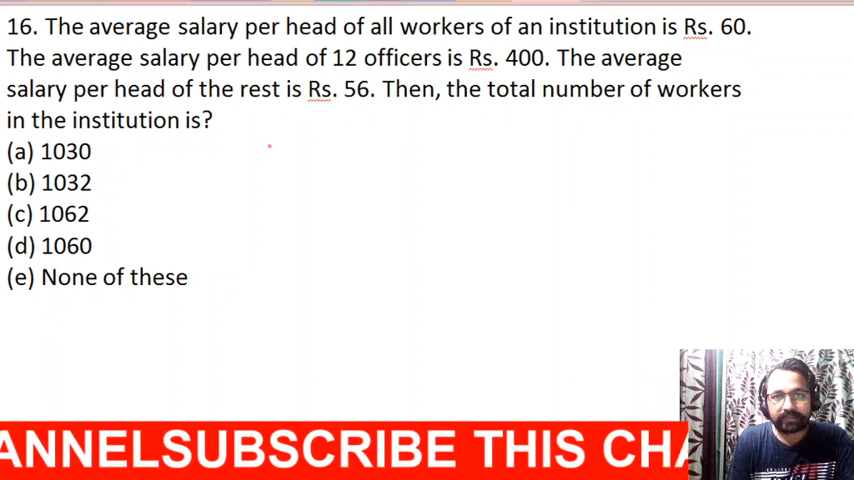 16. The average salary per head of all workers of an institution is Rs. 60.
The average salary per head of 12 officers is Rs. 400. The average
salary per head of the rest is Rs. 56. Then, the total number of workers
in the institution is?
(a) 1030
(b) 1032
(c) 1062
(d) 1060
(e) None of these
ANNELSUBSCRIBE THIS CHA